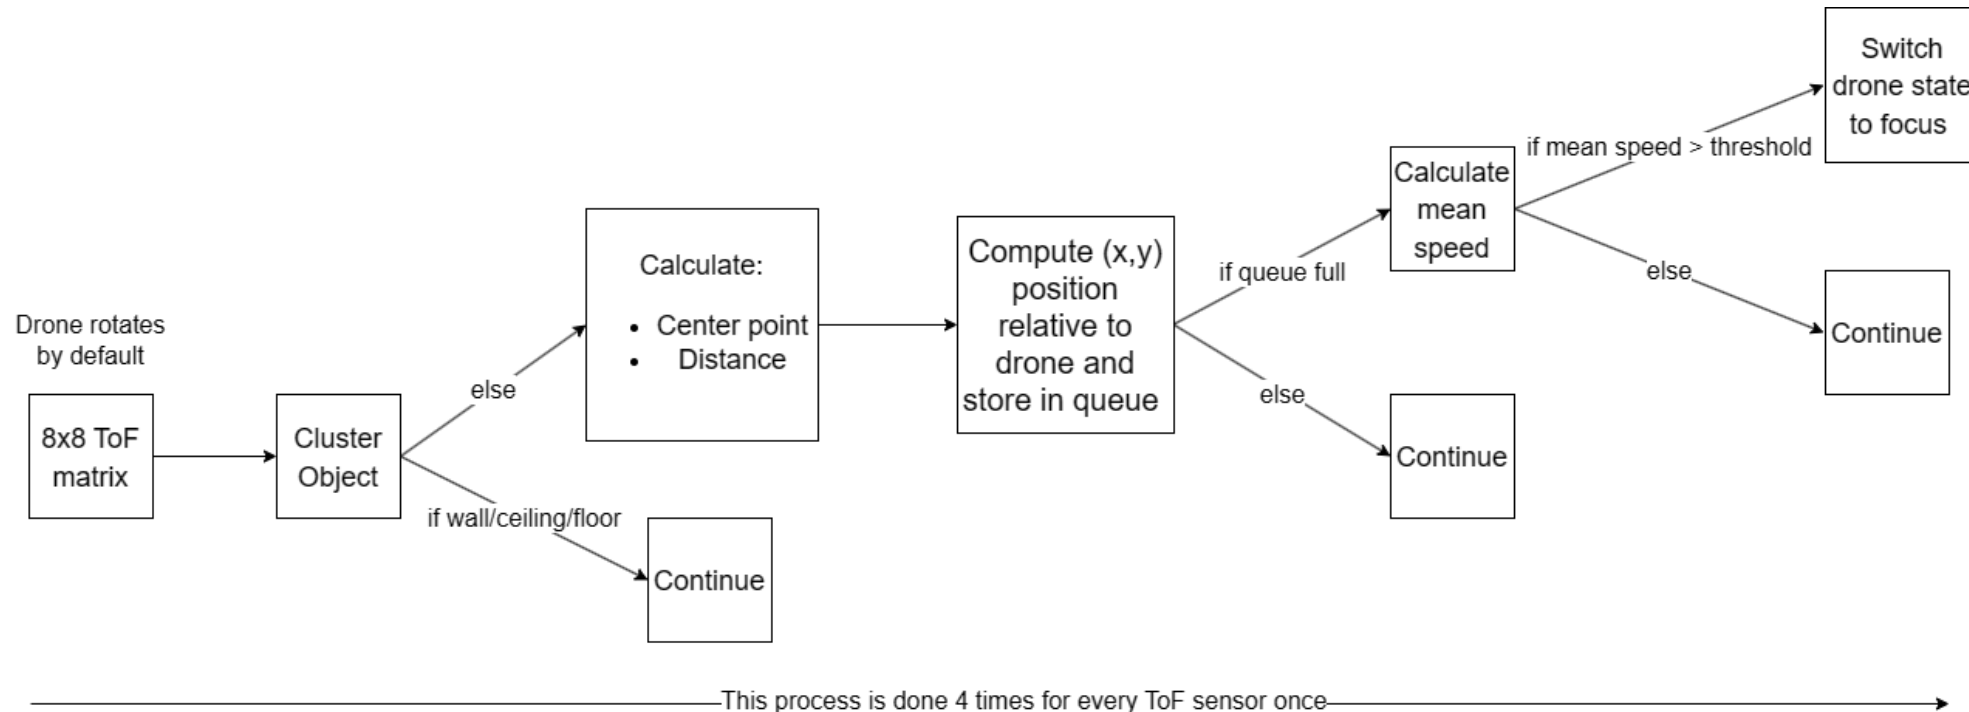 Drone rotates
by default
8x8 ToF
matrix
Cluster
Object
else
if wall/ceiling/floor
Continue
Calculate:
• Center point
• Distance
Compute (x,y)
position
relative to
drone and
store in queue
if queue full
else
Continue
Calculate
mean
speed
if mean speed > threshold
else
Switch
drone state
to focus
Continue
This process is done 4 times for every ToF sensor once